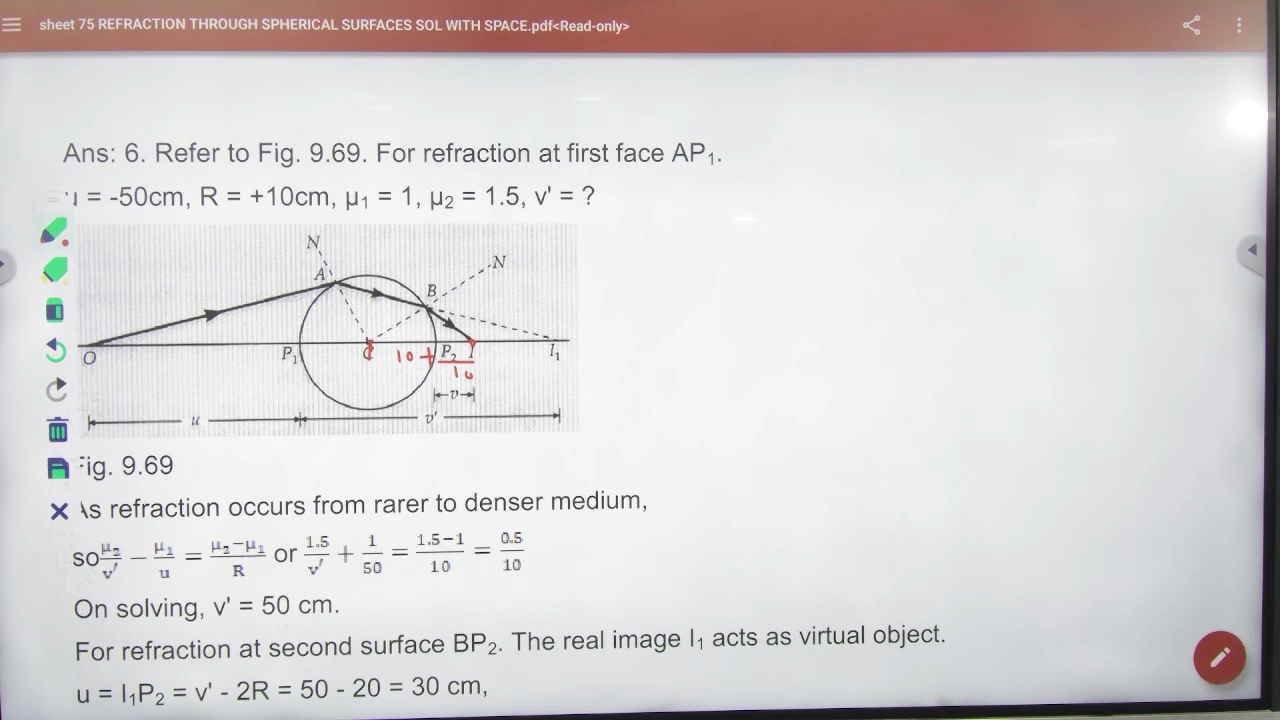 sheet 75 REFRACTION THROUGH SPHERICAL SURFACES SOL WITH SPACE.pdf<Read-only>
Ans: 6. Refer to Fig. 9.69. For refraction at first face AP₁.
= -50cm, R = +10cm, μ₁ = 1, μ₂ = 1.5, v' = ?
N
A
N
B
O
P₁
C
10 +
P₂
I
I₁
10
v
u
v'
Fig. 9.69
As refraction occurs from rarer to denser medium,
so μ₂/v' − μ₁/u = μ₂−μ₁/R or 1.5/v' + 1/50 = 1.5−1/10 = 0.5/10
On solving, v' = 50 cm.
For refraction at second surface BP₂. The real image I₁ acts as virtual object.
u = I₁P₂ = v' - 2R = 50 - 20 = 30 cm,